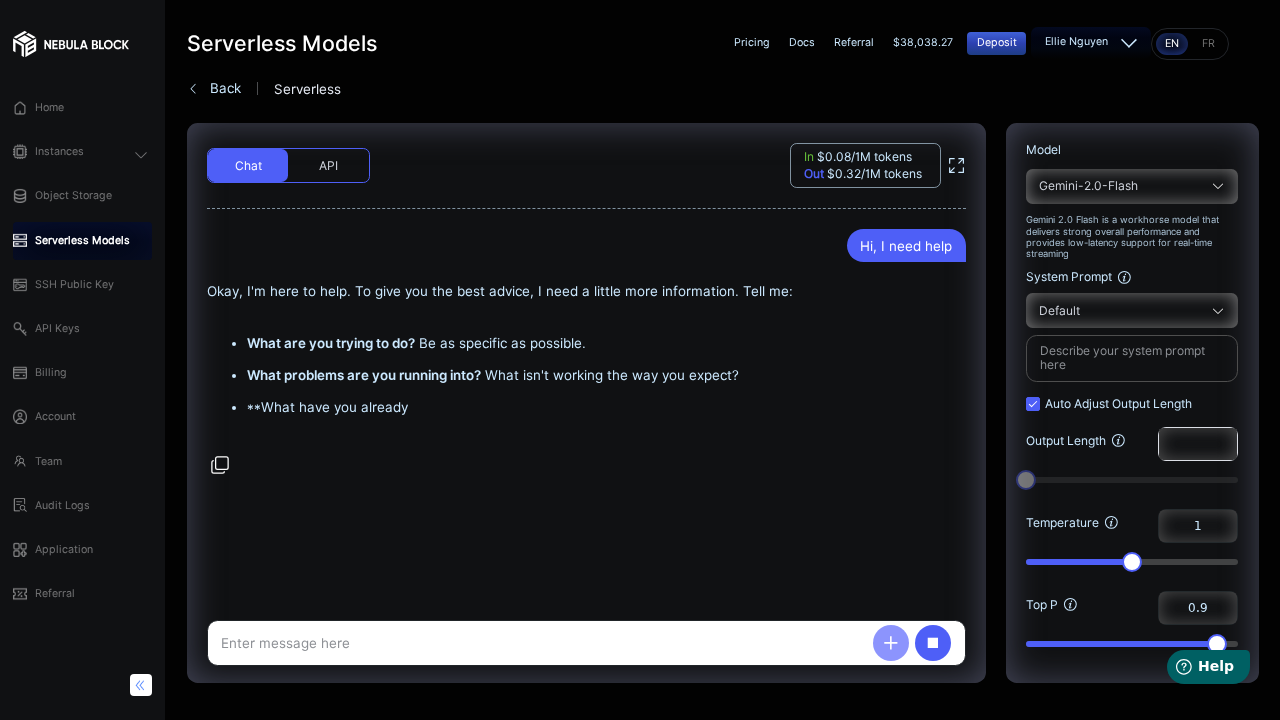 NEBULA BLOCK
Home
Instances
Object Storage
Serverless Models
SSH Public Key
API Keys
Billing
Account
Team
Audit Logs
Application
Referral
Serverless Models
Pricing
Docs
Referral
$38,038.27
Deposit
Ellie Nguyen
EN
FR
Back
Serverless
Chat
API
In $0.08/1M tokens
Out $0.32/1M tokens
Hi, I need help
Okay, I'm here to help. To give you the best advice, I need a little more information. Tell me:
• What are you trying to do? Be as specific as possible.
• What problems are you running into? What isn't working the way you expect?
• **What have you already
Enter message here
Model
Gemini-2.0-Flash
Gemini 2.0 Flash is a workhorse model that
delivers strong overall performance and
provides low-latency support for real-time
streaming
System Prompt
Default
Describe your system prompt
here
Auto Adjust Output Length
Output Length
Temperature
1
Top P
0.9
Help